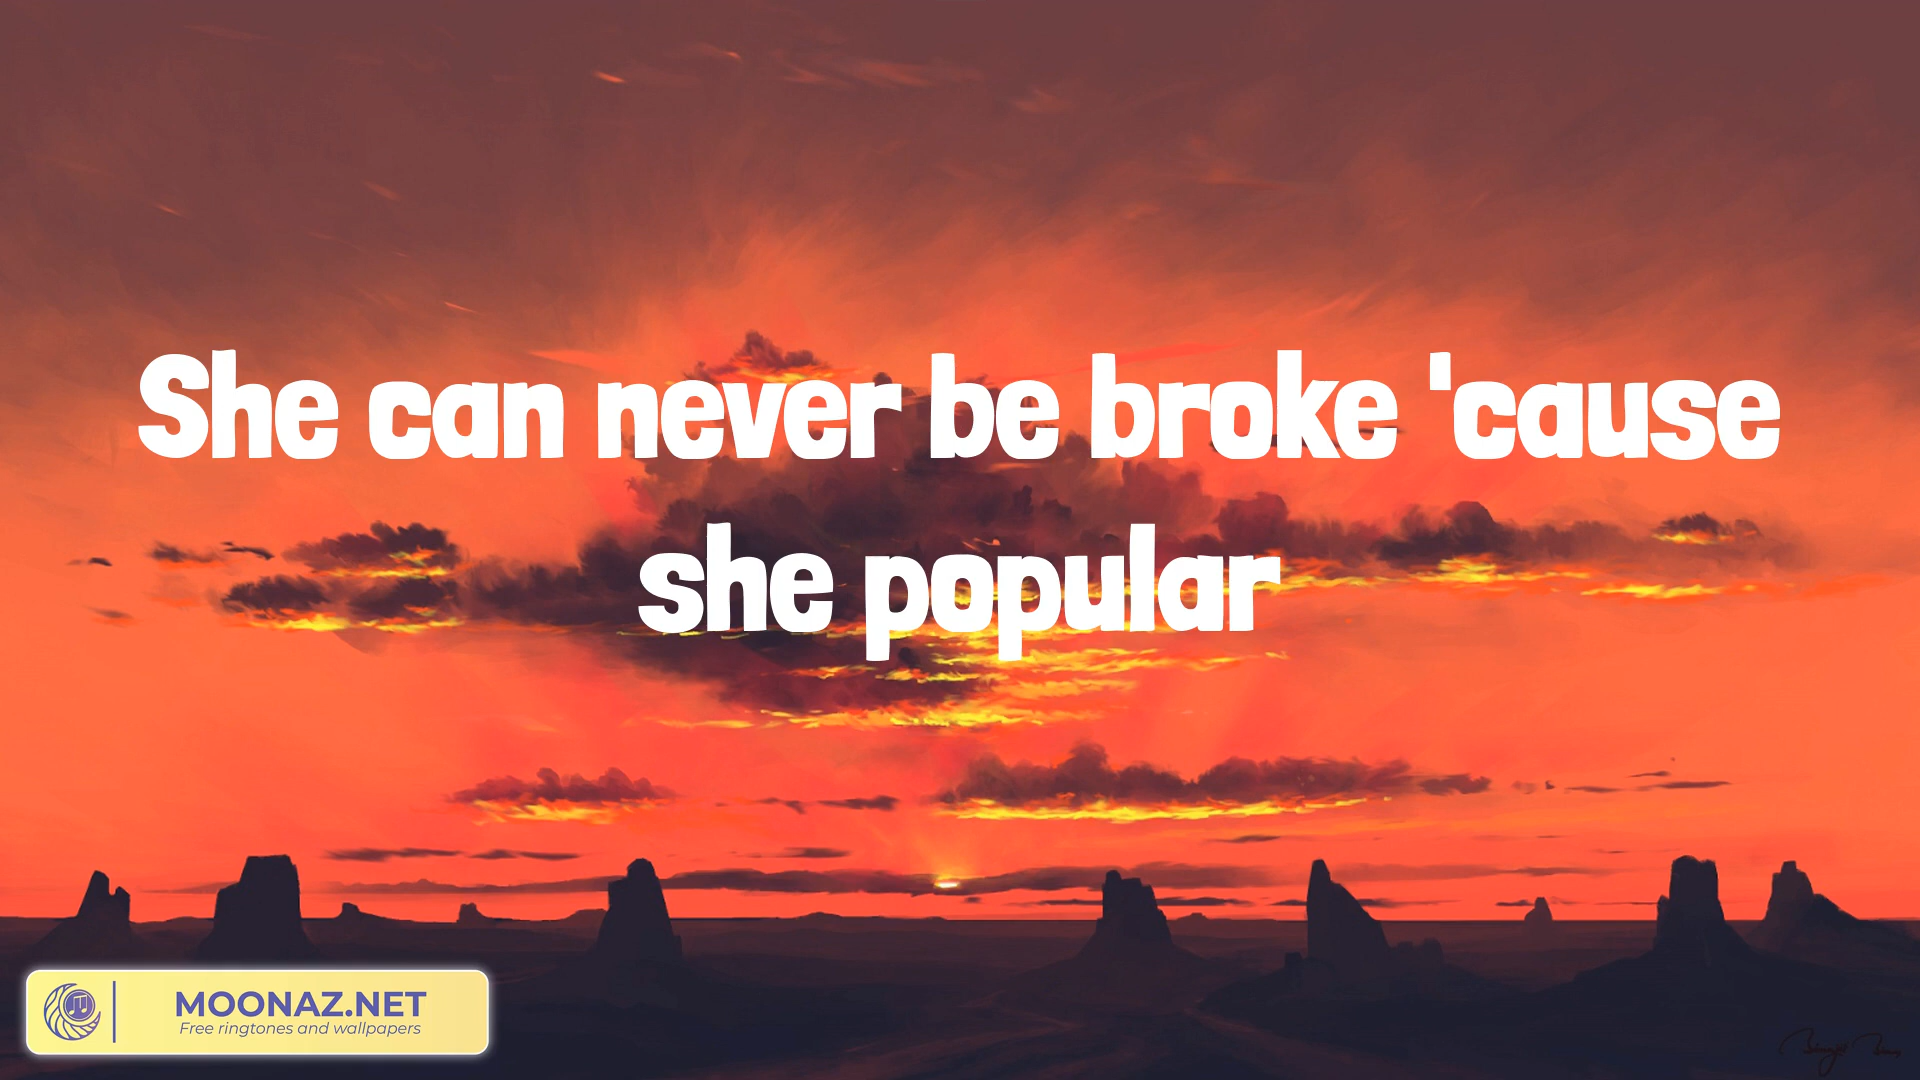 She can never be broke 'cause
she popular
MOONAZ.NET
Free ringtones and wallpapers